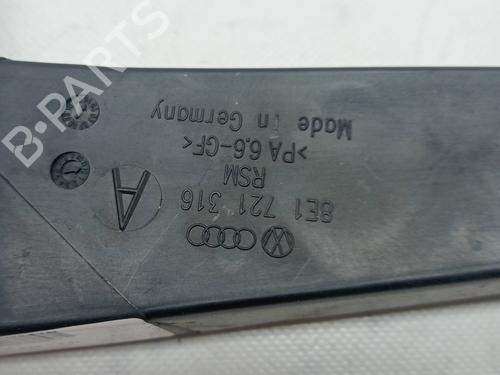 8E1 721 316
RSM
>PA 6.6-GF<
Made in Germany
A
B-PARTS